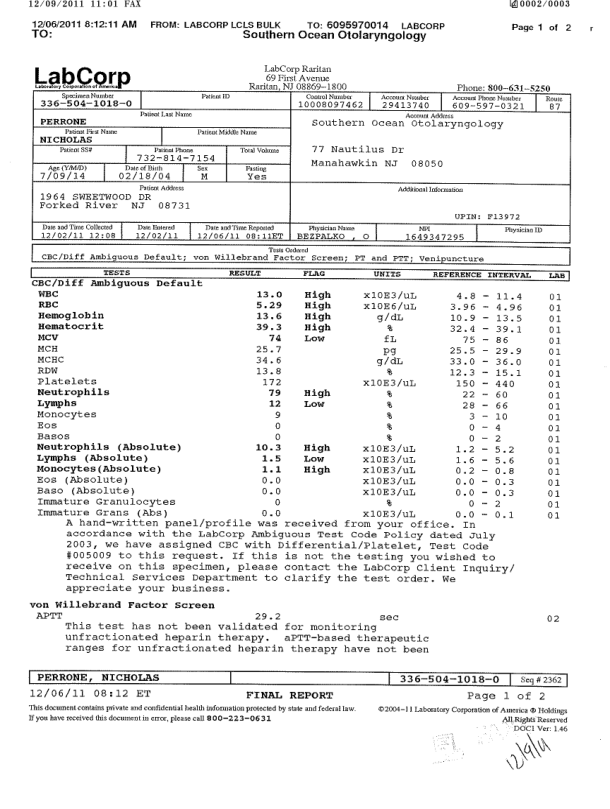 12/09/2011 11:01 FAX 0002/0003
12/06/2011 8:12:11 AM FROM: LABCORP LCLS BULK TO: 6095970014 LABCORP Page 1 of 2
TO: Southern Ocean Otolaryngology
LabCorp
Laboratory Corporation of America
LabCorp Raritan
69 First Avenue
Raritan, NJ 08869-1800 Phone: 800-631-5250
Specimen Number Patient ID Control Number Account Number Account Phone Number Route
336-504-1018-0 10008097462 29413740 609-597-0321 87
Patient Last Name Account Address
PERRONE Southern Ocean Otolaryngology
Patient First Name Patient Middle Name
NICHOLAS
Patient SS# Patient Phone Total Volume 77 Nautilus Dr
732-814-7154 Manahawkin NJ 08050
Age (Y/M/D) Date of Birth Sex Fasting
7/09/14 02/18/04 M Yes
Patient Address Additional Information
1964 SWEETWOOD DR
Forked River NJ 08731
UPIN: F13972
Date and Time Collected Date Entered Date and Time Reported Physician Name NPI Physician ID
12/02/11 12:08 12/02/11 12/06/11 08:11ET BEZPALKO , O 1649347295
Tests Ordered
CBC/Diff Ambiguous Default; von Willebrand Factor Screen; PT and PTT; Venipuncture
TESTS RESULT FLAG UNITS REFERENCE INTERVAL LAB
CBC/Diff Ambiguous Default
WBC 13.0 High x10E3/uL 4.8 - 11.4 01
RBC 5.29 High x10E6/uL 3.96 - 4.96 01
Hemoglobin 13.6 High g/dL 10.9 - 13.5 01
Hematocrit 39.3 High % 32.4 - 39.1 01
MCV 74 Low fL 75 - 86 01
MCH 25.7 pg 25.5 - 29.9 01
MCHC 34.6 g/dL 33.0 - 36.0 01
RDW 13.8 % 12.3 - 15.1 01
Platelets 172 x10E3/uL 150 - 440 01
Neutrophils 79 High % 22 - 60 01
Lymphs 12 Low % 28 - 66 01
Monocytes 9 % 3 - 10 01
Eos 0 % 0 - 4 01
Basos 0 % 0 - 2 01
Neutrophils (Absolute) 10.3 High x10E3/uL 1.2 - 5.2 01
Lymphs (Absolute) 1.5 Low x10E3/uL 1.6 - 5.6 01
Monocytes(Absolute) 1.1 High x10E3/uL 0.2 - 0.8 01
Eos (Absolute) 0.0 x10E3/uL 0.0 - 0.3 01
Baso (Absolute) 0.0 x10E3/uL 0.0 - 0.3 01
Immature Granulocytes 0 % 0 - 2 01
Immature Grans (Abs) 0.0 x10E3/uL 0.0 - 0.1 01
A hand-written panel/profile was received from your office. In
accordance with the LabCorp Ambiguous Test Code Policy dated July
2003, we have assigned CBC with Differential/Platelet, Test Code
#005009 to this request. If this is not the testing you wished to
receive on this specimen, please contact the LabCorp Client Inquiry/
Technical Services Department to clarify the test order. We
appreciate your business.
von Willebrand Factor Screen
APTT 29.2 sec 02
This test has not been validated for monitoring
unfractionated heparin therapy. aPTT-based therapeutic
ranges for unfractionated heparin therapy have not been
PERRONE, NICHOLAS 336-504-1018-0 Seq # 2362
12/06/11 08:12 ET FINAL REPORT Page 1 of 2
This document contains private and confidential health information protected by state and federal law. ©2004-11 Laboratory Corporation of America ® Holdings
If you have received this document in error, please call 800-223-0631 All Rights Reserved
DOC1 Ver: 1.46
12/9/11